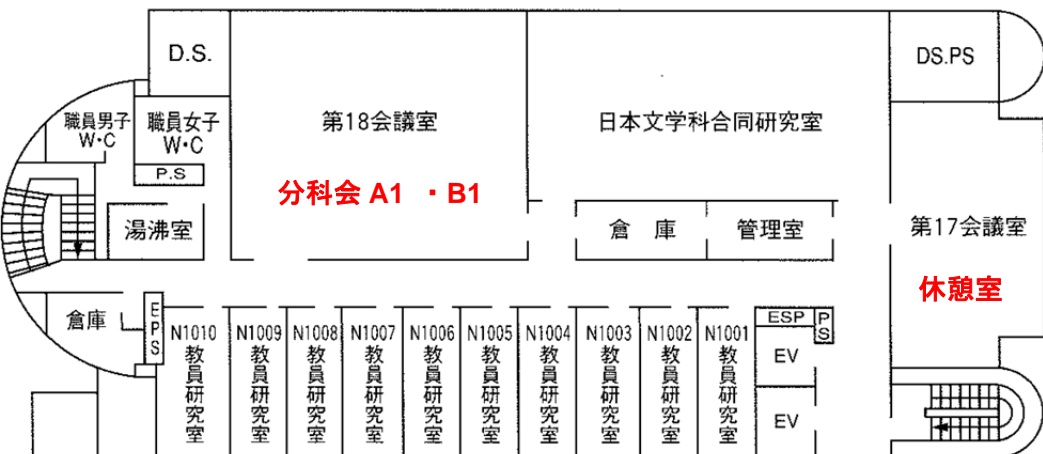 D.S.
DS.PS
職員男子
W・C
職員女子
W・C
第18会議室
日本文学科合同研究室
P.S
分科会 A1 ・B1
湯沸室
倉 庫
管理室
第17会議室
休憩室
倉庫
EPS
ESP
PS
N1010
教員研究室
N1009
教員研究室
N1008
教員研究室
N1007
教員研究室
N1006
教員研究室
N1005
教員研究室
N1004
教員研究室
N1003
教員研究室
N1002
教員研究室
N1001
教員研究室
EV
EV